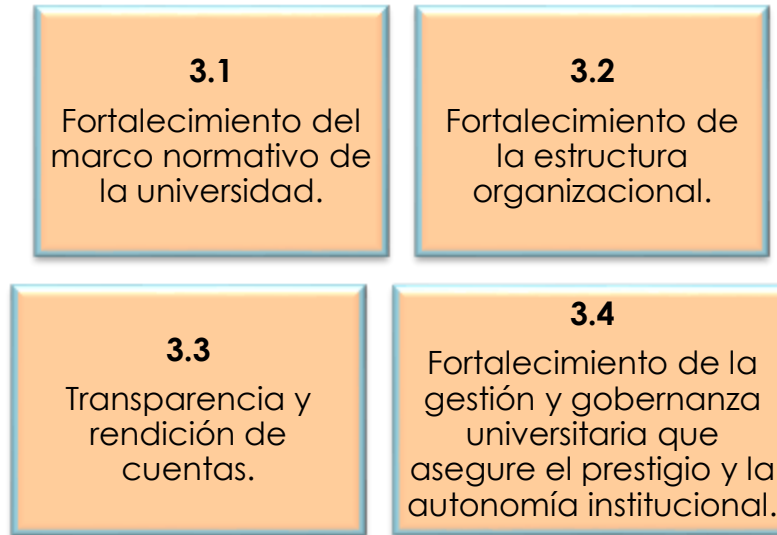 3.1
Fortalecimiento del
marco normativo de
la universidad.
3.2
Fortalecimiento de
la estructura
organizacional.
3.3
Transparencia y
rendición de
cuentas.
3.4
Fortalecimiento de la
gestión y gobernanza
universitaria que
asegure el prestigio y la
autonomía institucional.